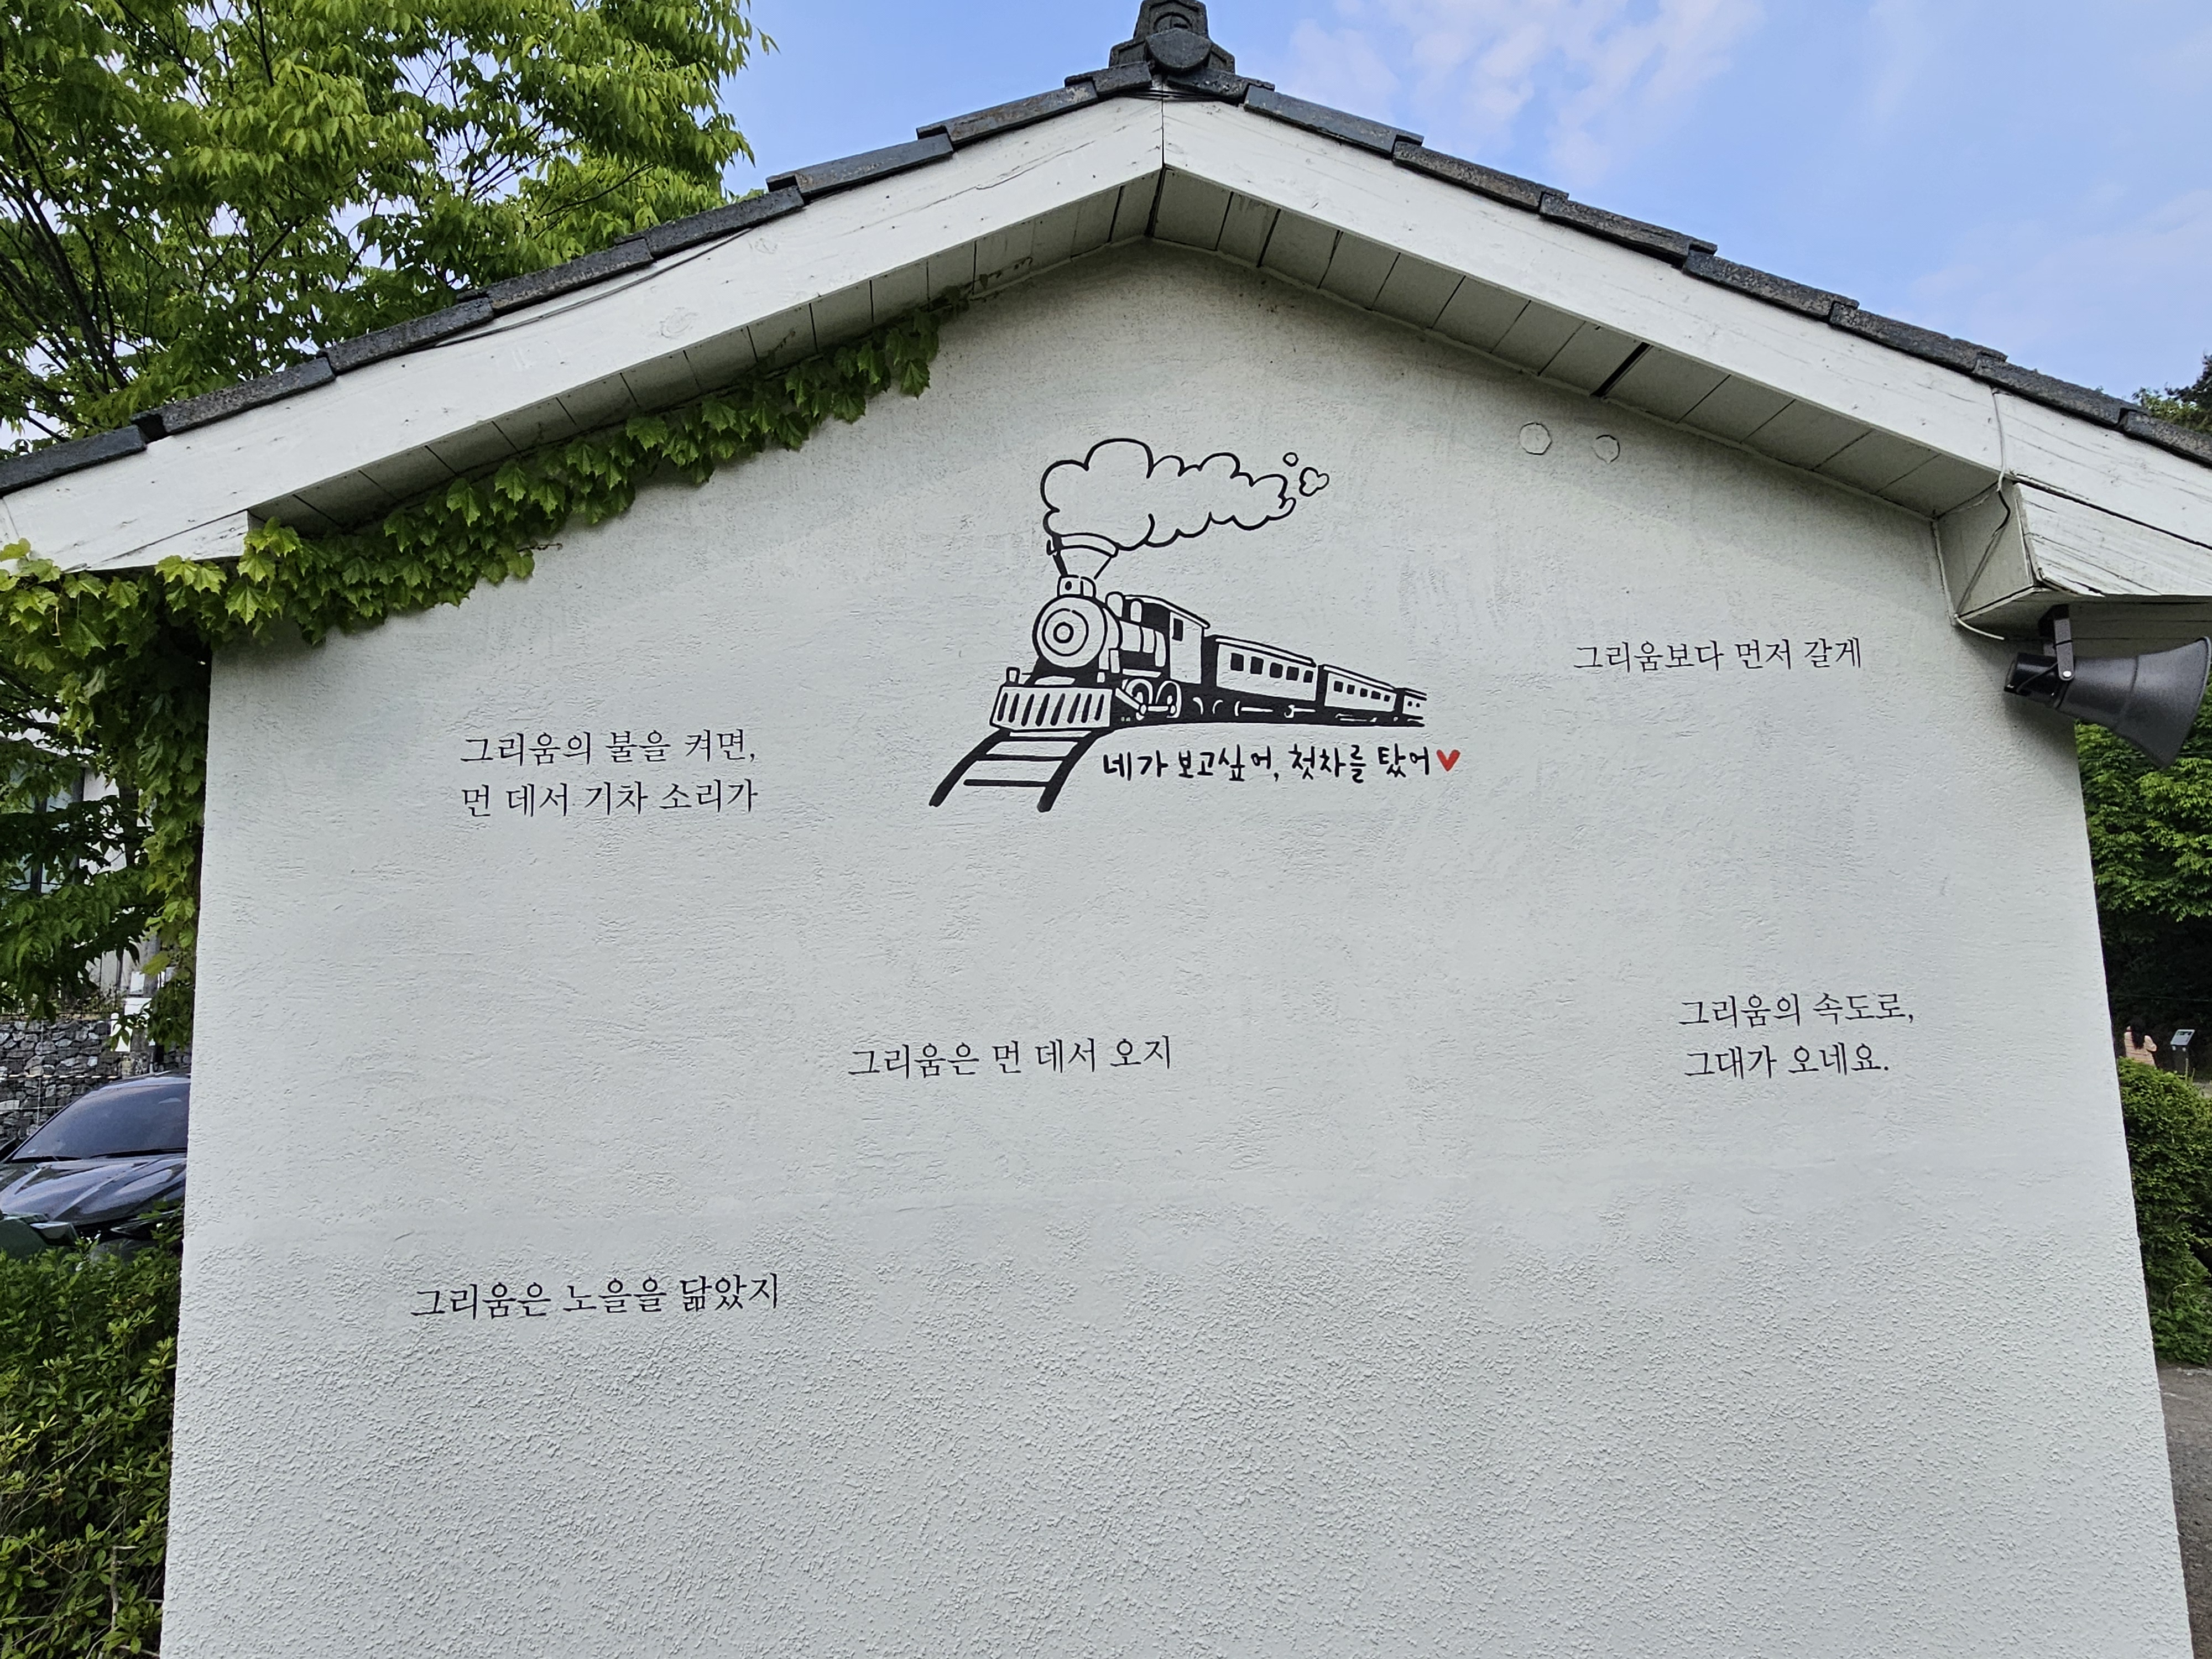 그리움보다 먼저 갈게
그리움의 불을 켜면,
먼 데서 기차 소리가
네가 보고싶어, 첫차를 탔어
그리움의 속도로,
그대가 오네요.
그리움은 먼 데서 오지
그리움은 노을을 닮았지